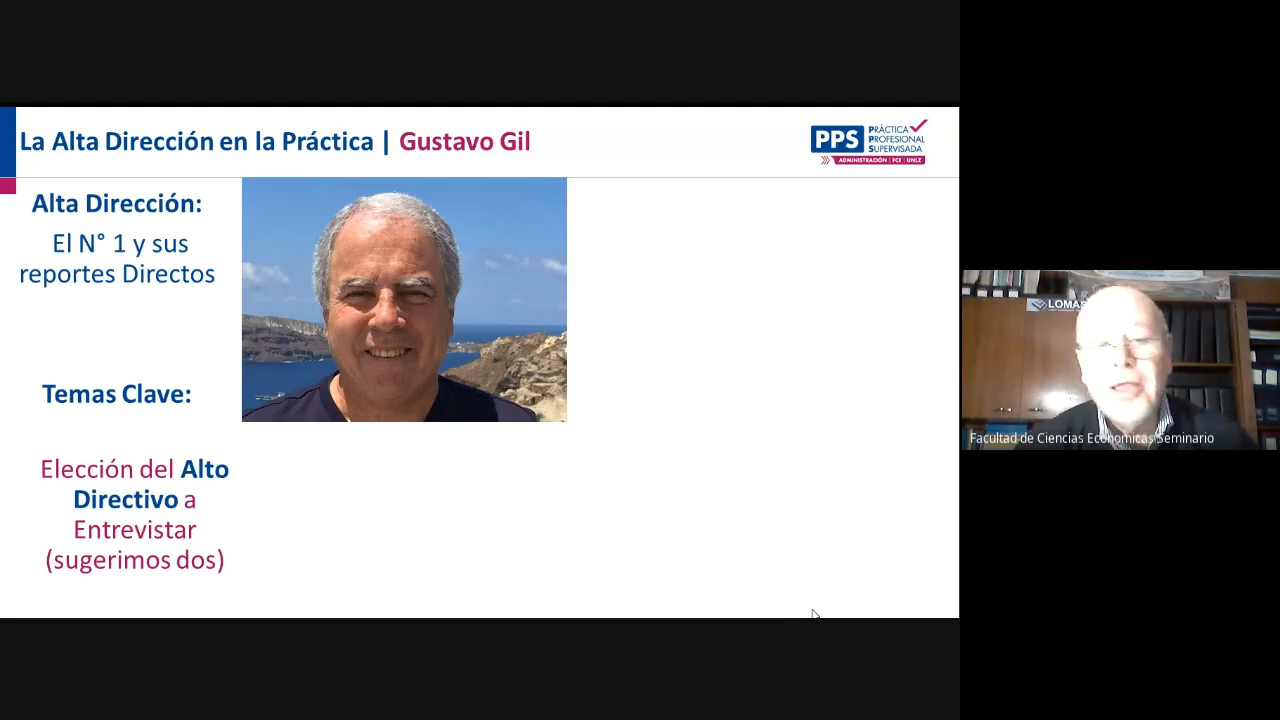 La Alta Dirección en la Práctica | Gustavo Gil
PPS PRÁCTICA
PROFESIONAL
SUPERVISADA
ADMINISTRACIÓN | FCE | UNLZ
Alta Dirección:
El N° 1 y sus
reportes Directos
Temas Clave:
Elección del Alto
Directivo a
Entrevistar
(sugerimos dos)
LOMAS
Facultad de Ciencias Economicas Seminario